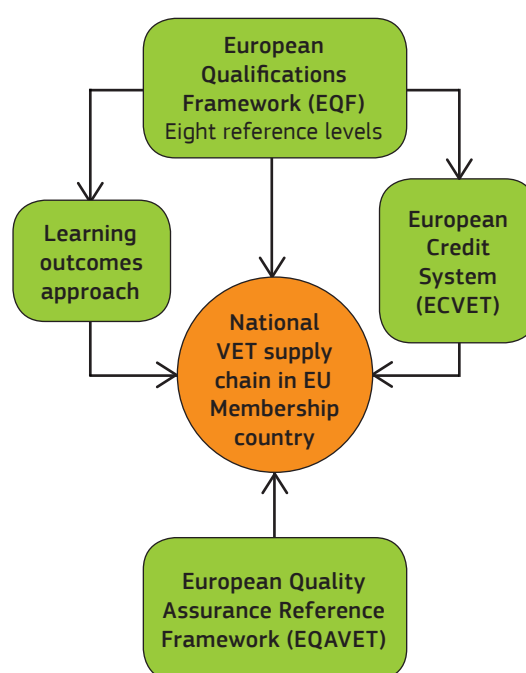 European
Qualifications
Framework (EQF)
Eight reference levels
Learning
outcomes
approach
European
Credit
System
(ECVET)
National
VET supply
chain in EU
Membership
country
European Quality
Assurance Reference
Framework (EQAVET)